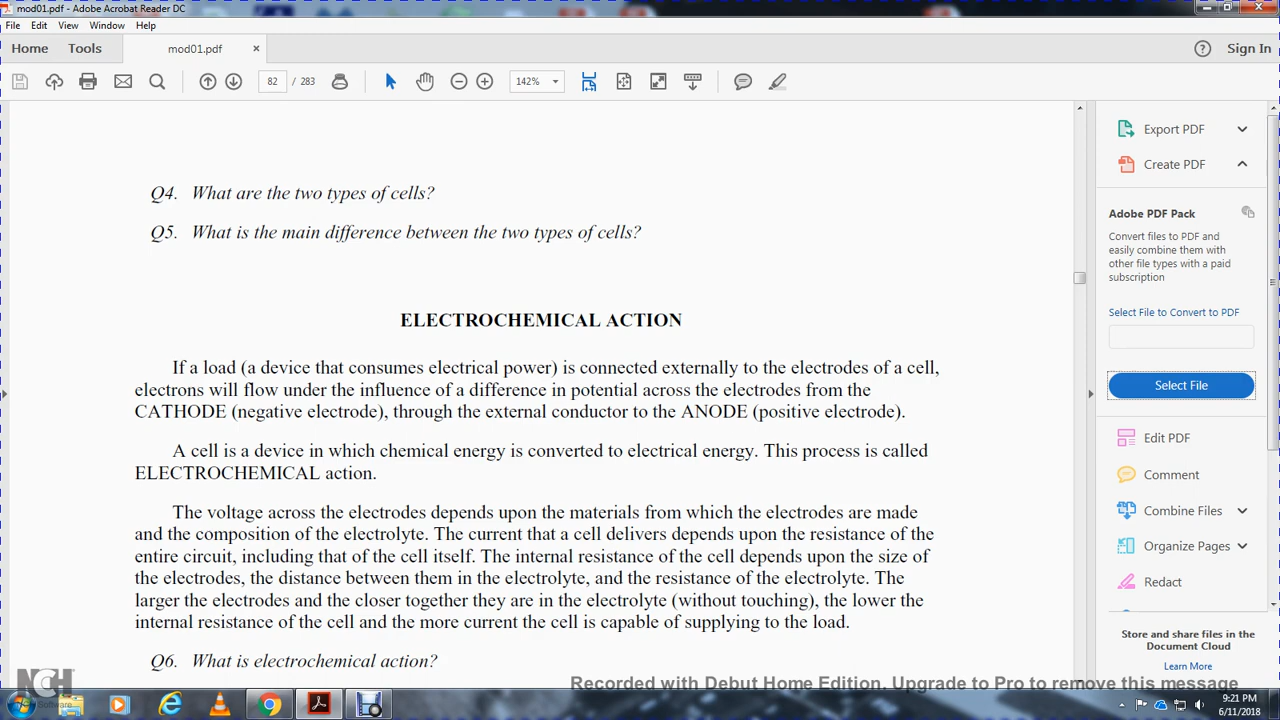 mod01.pdf - Adobe Acrobat Reader DC
File Edit View Window Help
Home Tools mod01.pdf × Sign In
82 / 283 142%
Q4. What are the two types of cells?
Q5. What is the main difference between the two types of cells?
ELECTROCHEMICAL ACTION
If a load (a device that consumes electrical power) is connected externally to the electrodes of a cell,
electrons will flow under the influence of a difference in potential across the electrodes from the
CATHODE (negative electrode), through the external conductor to the ANODE (positive electrode).
A cell is a device in which chemical energy is converted to electrical energy. This process is called
ELECTROCHEMICAL action.
The voltage across the electrodes depends upon the materials from which the electrodes are made
and the composition of the electrolyte. The current that a cell delivers depends upon the resistance of the
entire circuit, including that of the cell itself. The internal resistance of the cell depends upon the size of
the electrodes, the distance between them in the electrolyte, and the resistance of the electrolyte. The
larger the electrodes and the closer together they are in the electrolyte (without touching), the lower the
internal resistance of the cell and the more current the cell is capable of supplying to the load.
Q6. What is electrochemical action?
Export PDF
Create PDF
Adobe PDF Pack
Convert files to PDF and
easily combine them with
other file types with a paid
subscription
Select File to Convert to PDF
Select File
Edit PDF
Comment
Combine Files
Organize Pages
Redact
Store and share files in the
Document Cloud
Learn More
NCH
Software
Recorded with Debut Home Edition. Upgrade to Pro to remove this message
9:21 PM
6/11/2018